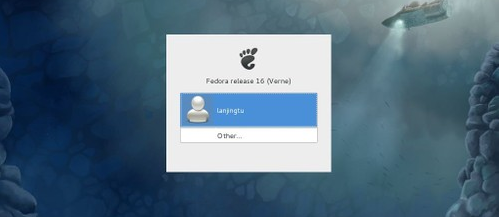 Fedora release 16 (Verne)
lanjingtu
Other...